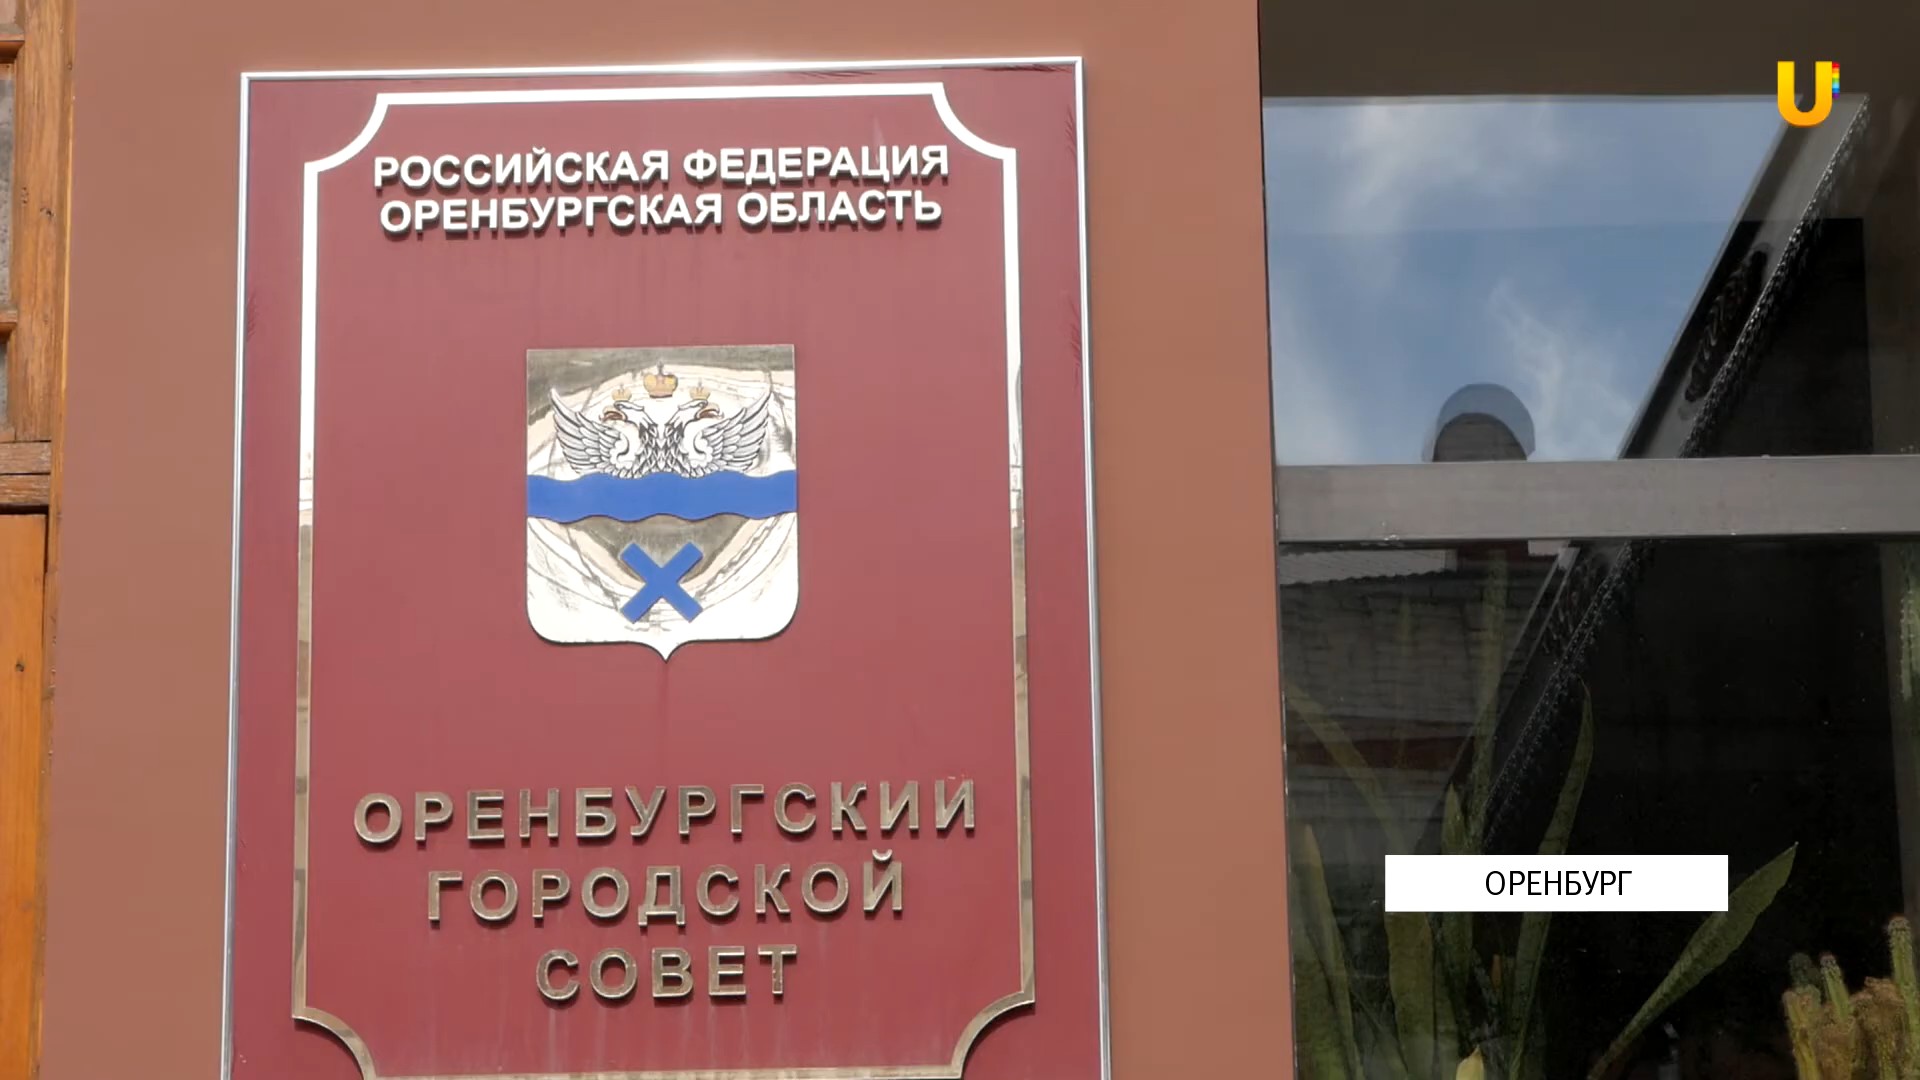 РОССИЙСКАЯ ФЕДЕРАЦИЯ
ОРЕНБУРГСКАЯ ОБЛАСТЬ
ОРЕНБУРГСКИЙ
ГОРОДСКОЙ
СОВЕТ
U
ОРЕНБУРГ